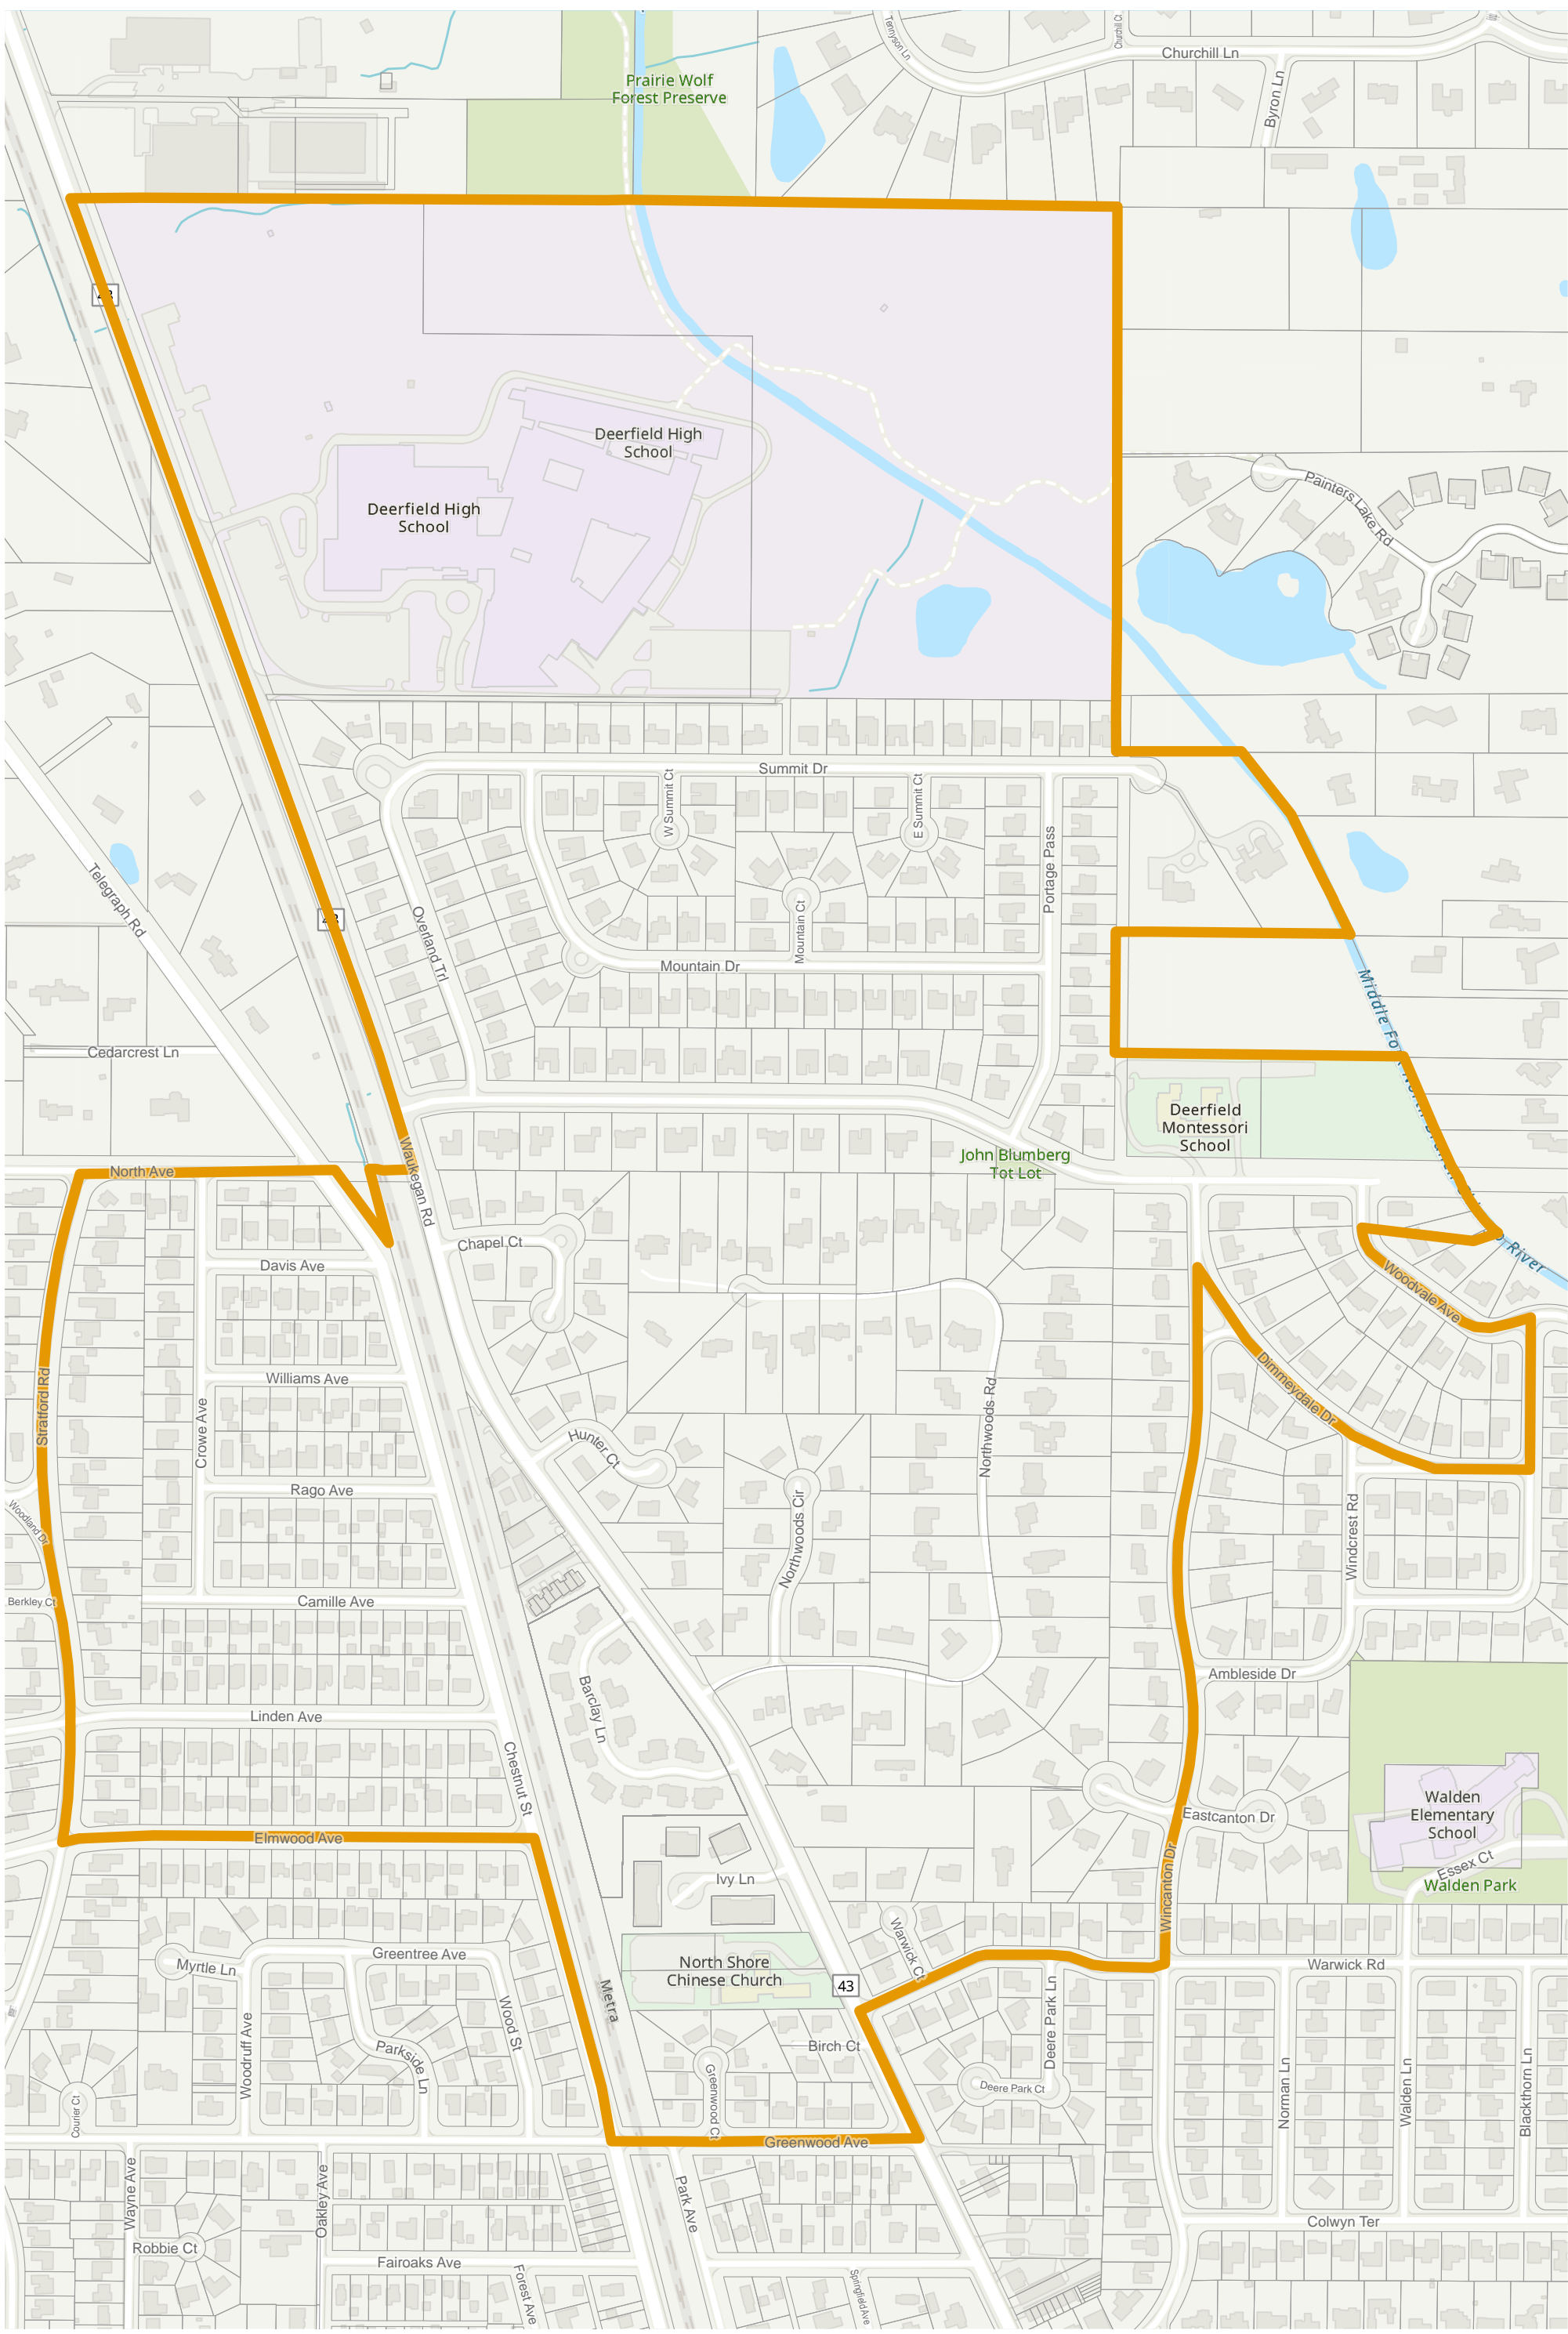 Tennyson Ln
Churchill Ct
Churchill Ln
Byron Ln
Prairie Wolf
Forest Preserve
Deerfield High
School
Deerfield High
School
Painters Lake Rd
Summit Dr
W Summit Ct
E Summit Ct
Portage Pass
Telegraph Rd
Overland Trl
Mountain Ct
Mountain Dr
Cedarcrest Ln
Deerfield
Montessori
School
John Blumberg
Tot Lot
Waukegan Rd
North Ave
River
Chapel Ct
Davis Ave
Woodvale Ave
Dimmeydale Dr
Williams Ave
Stratford Rd
Crowe Ave
Northwoods Rd
Hunter Ct
Rago Ave
Woodland Dr
Northwoods Cir
Windcrest Rd
Berkley Ct
Camille Ave
Ambleside Dr
Barclay Ln
Linden Ave
Chestnut St
Walden
Elementary
School
Eastcanton Dr
Essex Ct
Walden Park
Elmwood Ave
Wincanton Dr
Ivy Ln
Warwick Ct
Greentree Ave
Myrtle Ln
North Shore
Chinese Church
43
Warwick Rd
Metra
Wood St
Woodruff Ave
Parkside Ln
Birch Ct
Deere Park Ln
Deere Park Ct
Greenwood Ct
Courier Ct
Norman Ln
Walden Ln
Blackthorn Ln
Greenwood Ave
Wayne Ave
Oakley Ave
Park Ave
Robbie Ct
Colwyn Ter
Fairoaks Ave
Forest Ave
Springfield Ave